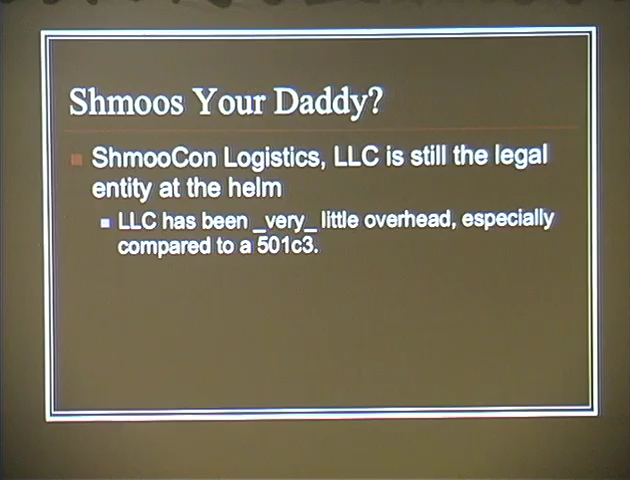 Shmoos Your Daddy?
ShmooCon Logistics, LLC is still the legal
entity at the helm
LLC has been _very_ little overhead, especially
compared to a 501c3.